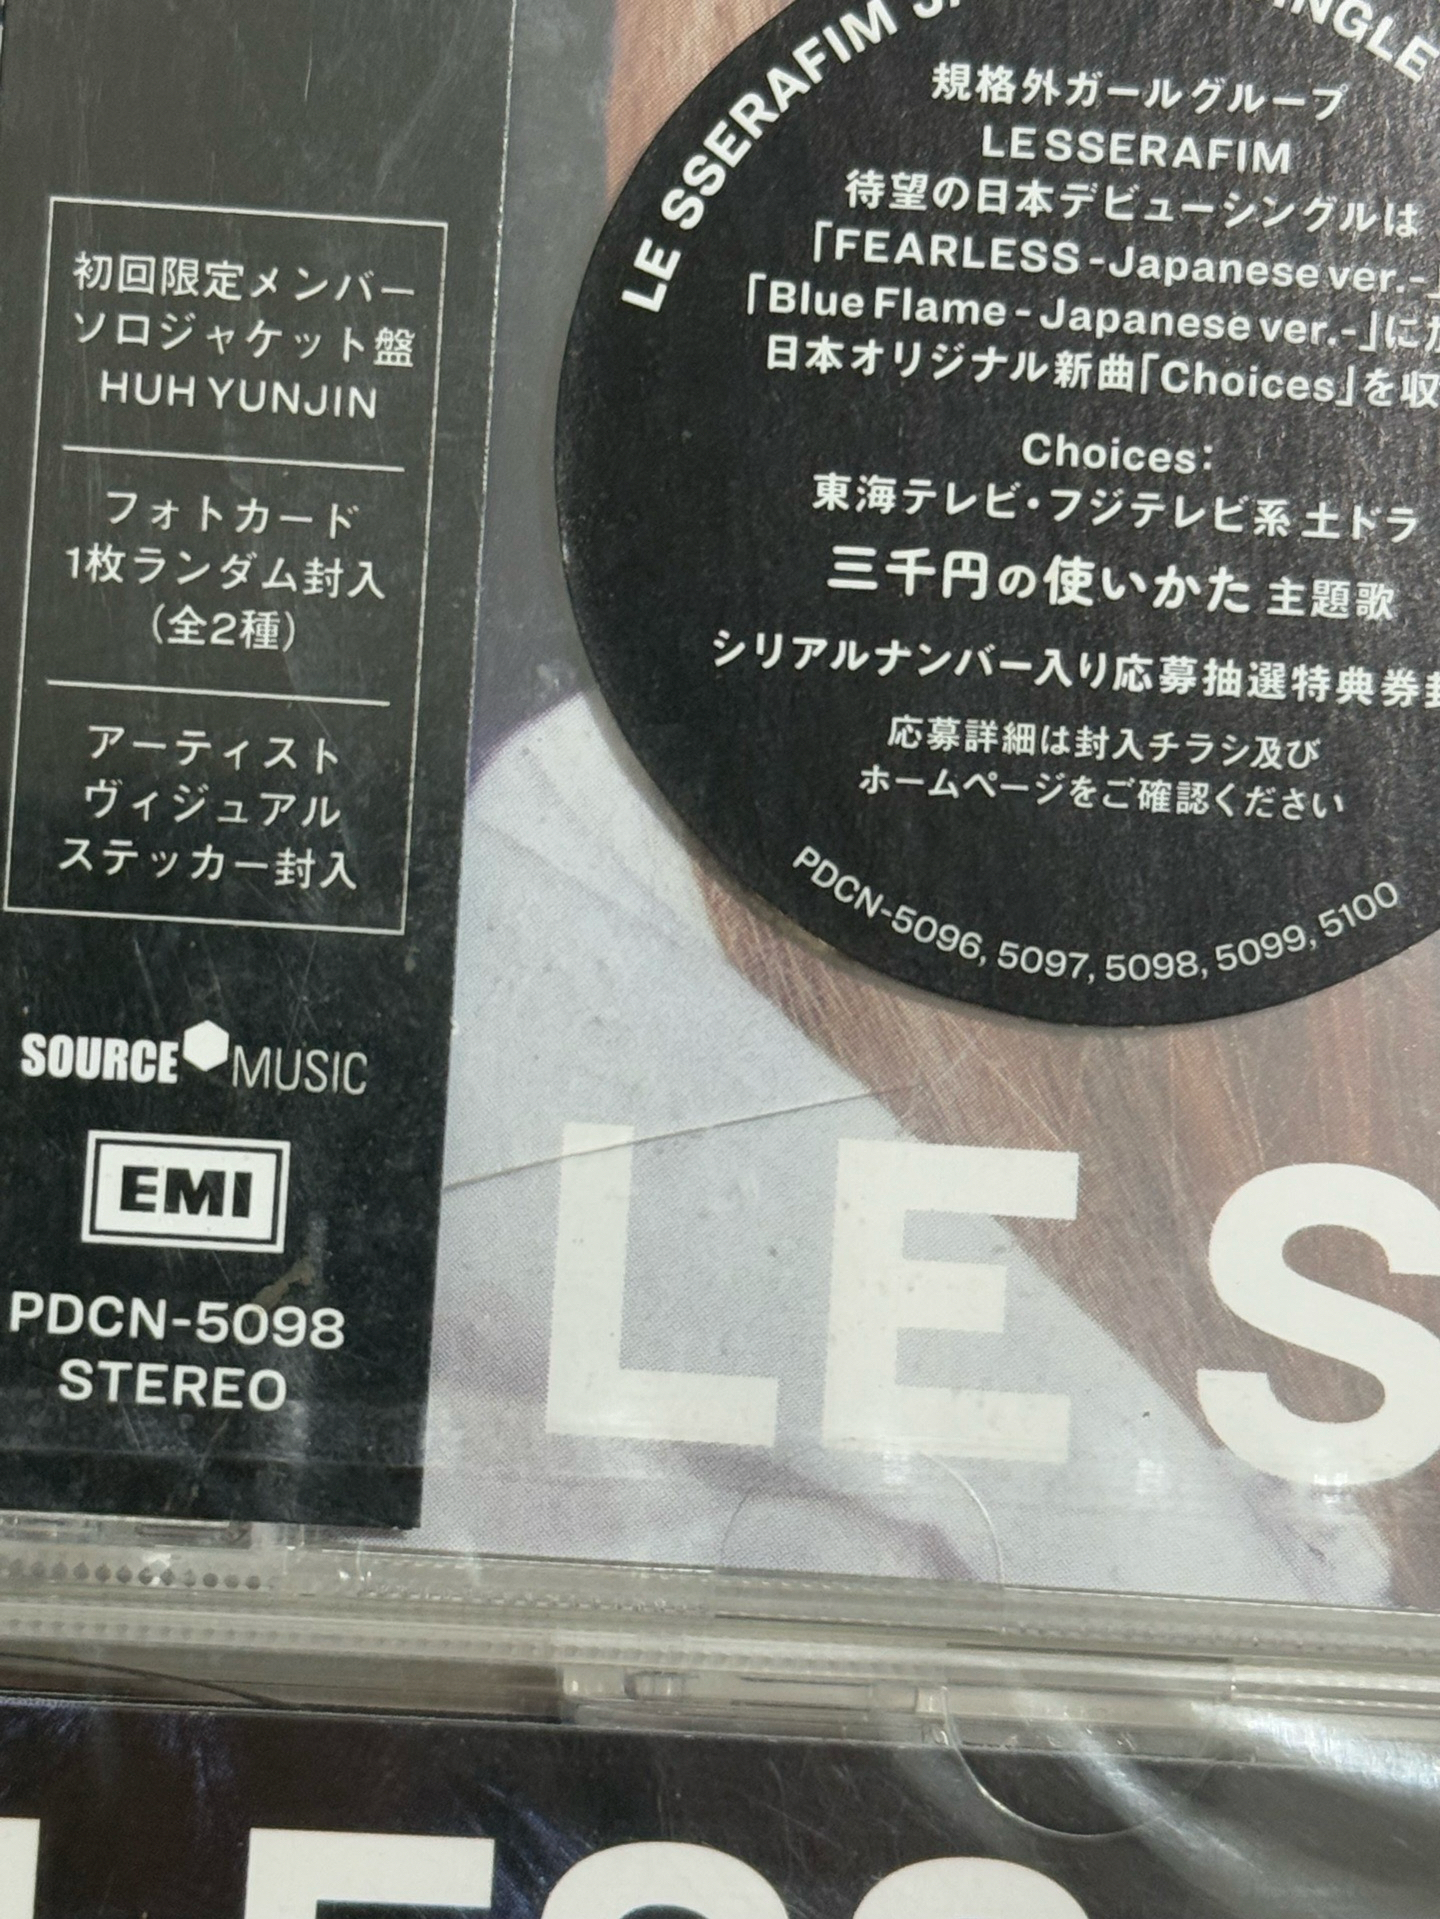 初回限定メンバー
ソロジャケット盤
HUH YUNJIN
フォトカード
1枚ランダム封入
(全2種)
アーティスト
ヴィジュアル
ステッカー封入
SOURCE MUSIC
EMI
PDCN-5098
STEREO
LE SSERAFIM
規格外ガールグループ
LE SSERAFIM
待望の日本デビューシングルは
「FEARLESS -Japanese ver.-」
「Blue Flame - Japanese ver. -」に
日本オリジナル新曲「Choices」を収
Choices:
東海テレビ・フジテレビ系 土ドラ
三千円の使いかた 主題歌
シリアルナンバー入り応募抽選特典券封
応募詳細は封入チラシ及び
ホームページをご確認ください
PDCN-5096, 5097, 5098, 5099, 5100
LE S